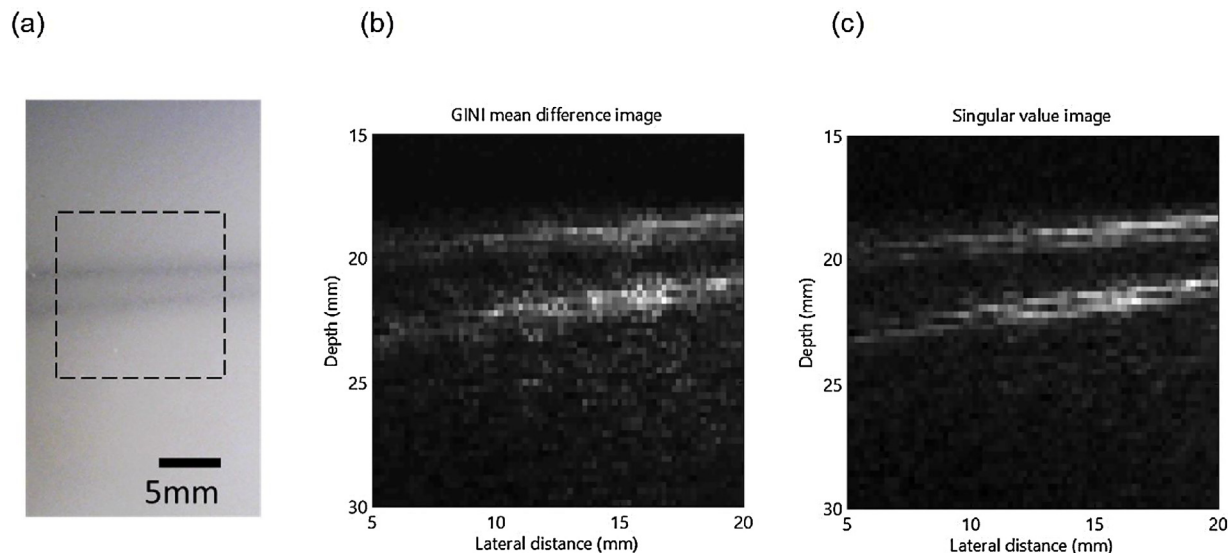 (a)
(b)
(c)
5mm
GINI mean difference image
15
20
25
30
Depth (mm)
5
10
15
20
Lateral distance (mm)
Singular value image
15
20
25
30
Depth (mm)
5
10
15
20
Lateral distance (mm)